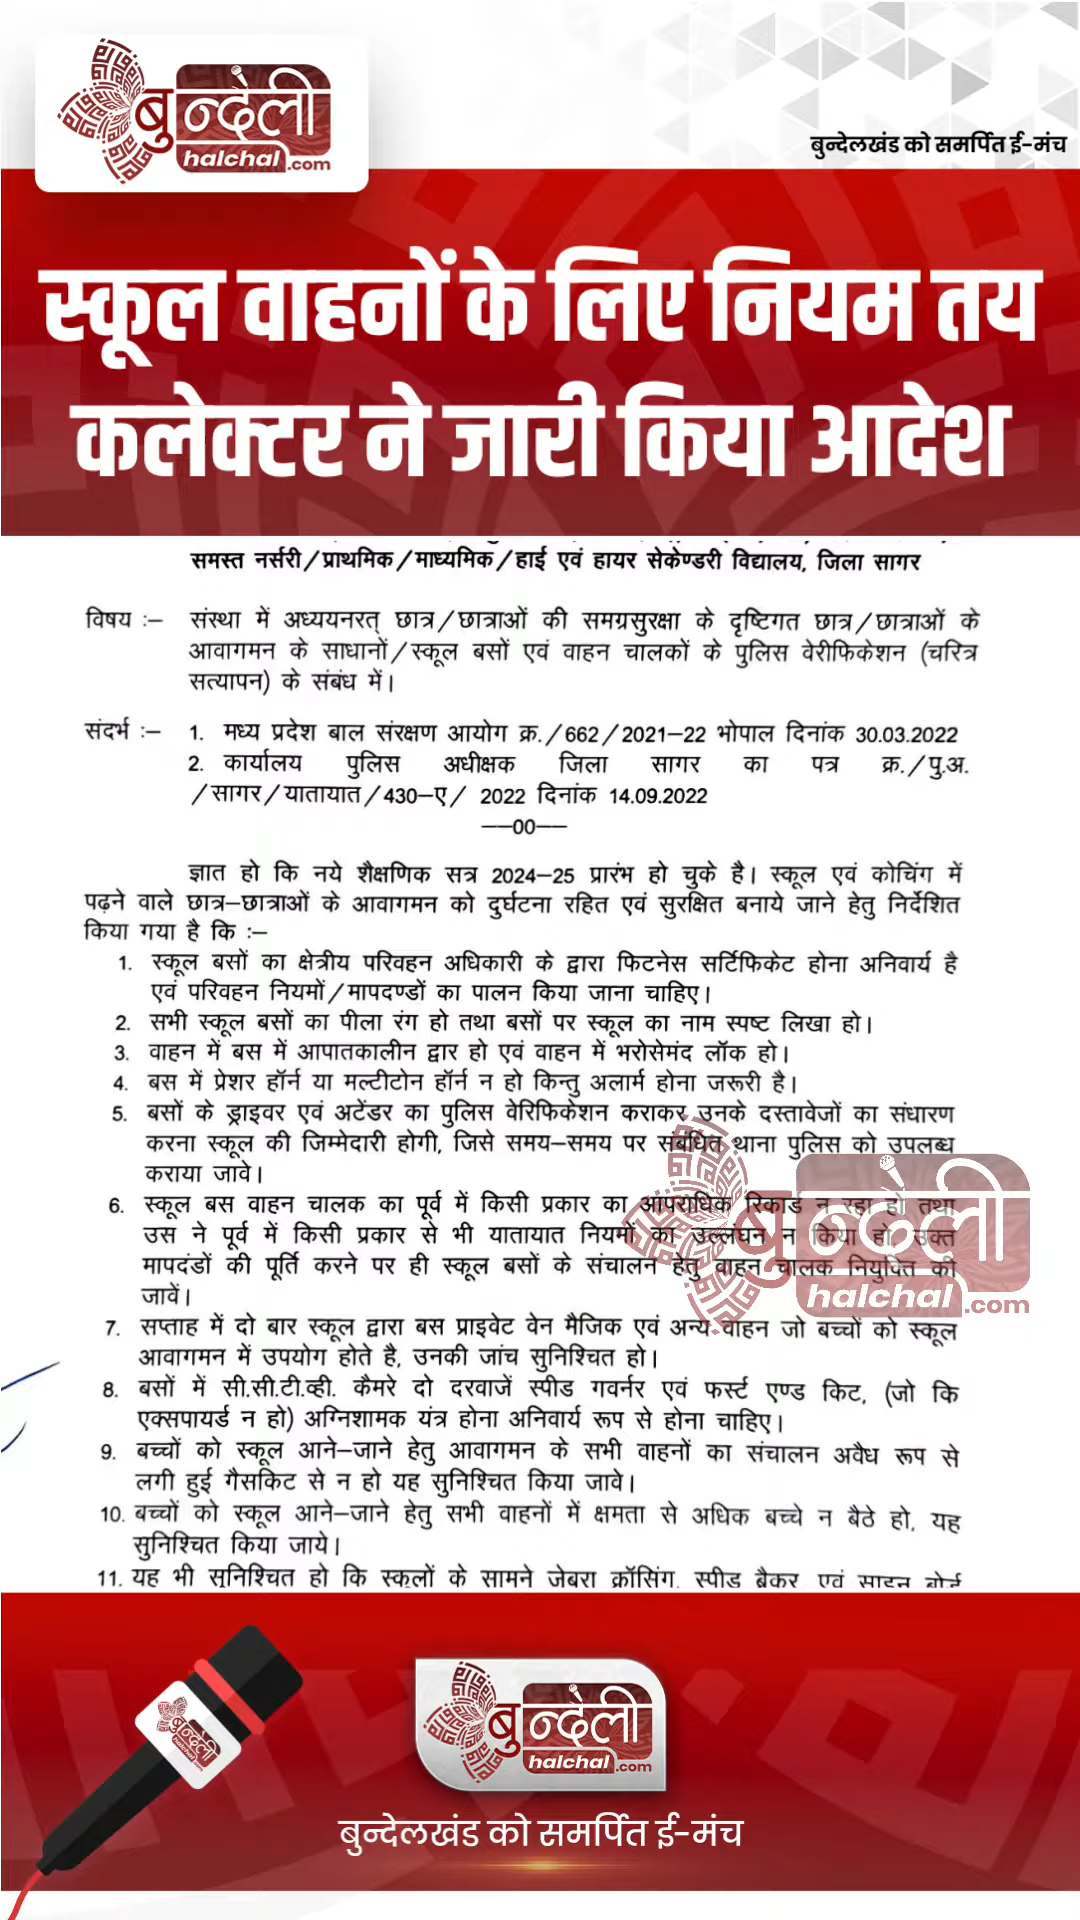 बुन्देली
halchal.com
बुन्देलखंड को समर्पित ई-मंच
स्कूल वाहनों के लिए नियम तय
कलेक्टर ने जारी किया आदेश
समस्त नर्सरी/प्राथमिक/माध्यमिक/हाई एवं हायर सेकेण्डरी विद्यालय, जिला सागर
विषय :– संस्था में अध्ययनरत् छात्र/छात्राओं की समग्रसुरक्षा के दृष्टिगत छात्र/छात्राओं के
आवागमन के साधानों/स्कूल बसों एवं वाहन चालकों के पुलिस वेरीफिकेशन (चरित्र
सत्यापन) के संबंध में।
संदर्भ :– 1. मध्य प्रदेश बाल संरक्षण आयोग क्र./662/2021–22 भोपाल दिनांक 30.03.2022
2. कार्यालय पुलिस अधीक्षक जिला सागर का पत्र क्र./पु.अ.
/सागर/यातायात/430–ए/ 2022 दिनांक 14.09.2022
––00––
ज्ञात हो कि नये शैक्षणिक सत्र 2024–25 प्रारंभ हो चुके है। स्कूल एवं कोचिंग में
पढ़ने वाले छात्र–छात्राओं के आवागमन को दुर्घटना रहित एवं सुरक्षित बनाये जाने हेतु निर्देशित
किया गया है कि :–
1. स्कूल बसों का क्षेत्रीय परिवहन अधिकारी के द्वारा फिटनेस सर्टिफिकेट होना अनिवार्य है
एवं परिवहन नियमों/मापदण्डों का पालन किया जाना चाहिए।
2. सभी स्कूल बसों का पीला रंग हो तथा बसों पर स्कूल का नाम स्पष्ट लिखा हो।
3. वाहन में बस में आपातकालीन द्वार हो एवं वाहन में भरोसेमंद लॉक हो।
4. बस में प्रेशर हॉर्न या मल्टीटोन हॉर्न न हो किन्तु अलार्म होना जरूरी है।
5. बसों के ड्राइवर एवं अटेंडर का पुलिस वेरिफिकेशन कराकर उनके दस्तावेजों का संधारण
करना स्कूल की जिम्मेदारी होगी, जिसे समय–समय पर संबंधित थाना पुलिस को उपलब्ध
कराया जावे।
6. स्कूल बस वाहन चालक का पूर्व में किसी प्रकार का आपराधिक रिकार्ड न रहा हो तथा
उस ने पूर्व में किसी प्रकार से भी यातायात नियमों का उल्लंघन न किया हो, उक्त
मापदंडों की पूर्ति करने पर ही स्कूल बसों के संचालन हेतु वाहन चालक नियुक्ति की
जावें।
7. सप्ताह में दो बार स्कूल द्वारा बस प्राइवेट वेन मैजिक एवं अन्य वाहन जो बच्चों को स्कूल
आवागमन में उपयोग होते है, उनकी जांच सुनिश्चित हो।
8. बसों में सी.सी.टी.व्ही. कैमरे दो दरवाजें स्पीड गवर्नर एवं फर्स्ट एण्ड किट, (जो कि
एक्सपायर्ड न हो) अग्निशामक यंत्र होना अनिवार्य रूप से होना चाहिए।
9. बच्चों को स्कूल आने–जाने हेतु आवागमन के सभी वाहनों का संचालन अवैध रूप से
लगी हुई गैसकिट से न हो यह सुनिश्चित किया जावे।
10. बच्चों को स्कूल आने–जाने हेतु सभी वाहनों में क्षमता से अधिक बच्चे न बैठे हो, यह
सुनिश्चित किया जाये।
11. यह भी सुनिश्चित हो कि स्कूलों के सामने जेबरा क्रॉसिंग, स्पीड ब्रैकर एवं साइन बोर्ड
बुन्देली
halchal.com
बुन्देली
halchal.com
बुन्देली
halchal.com
बुन्देलखंड को समर्पित ई-मंच